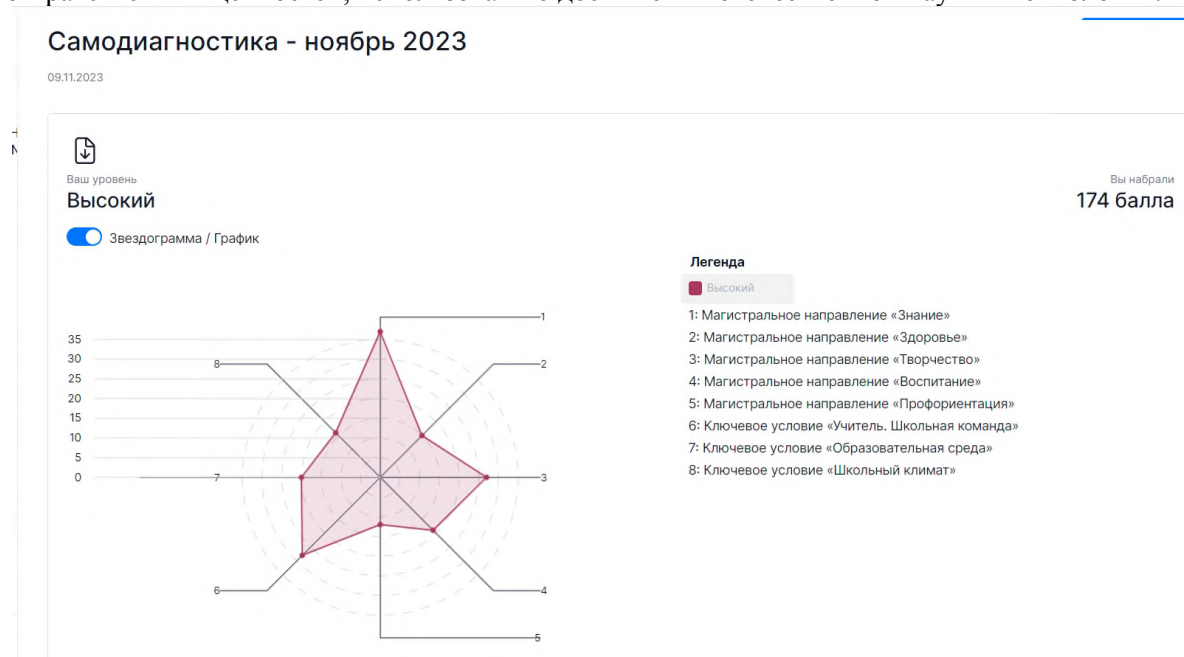 Самодиагностика - ноябрь 2023
09.11.2023
Ваш уровень
Высокий
Вы набрали
174 балла
Звездограмма / График
Легенда
Высокий
1: Магистральное направление «Знание»
2: Магистральное направление «Здоровье»
3: Магистральное направление «Творчество»
4: Магистральное направление «Воспитание»
5: Магистральное направление «Профориентация»
6: Ключевое условие «Учитель. Школьная команда»
7: Ключевое условие «Образовательная среда»
8: Ключевое условие «Школьный климат»
35
30
25
20
15
10
5
0
1
2
3
4
5
6
7
8